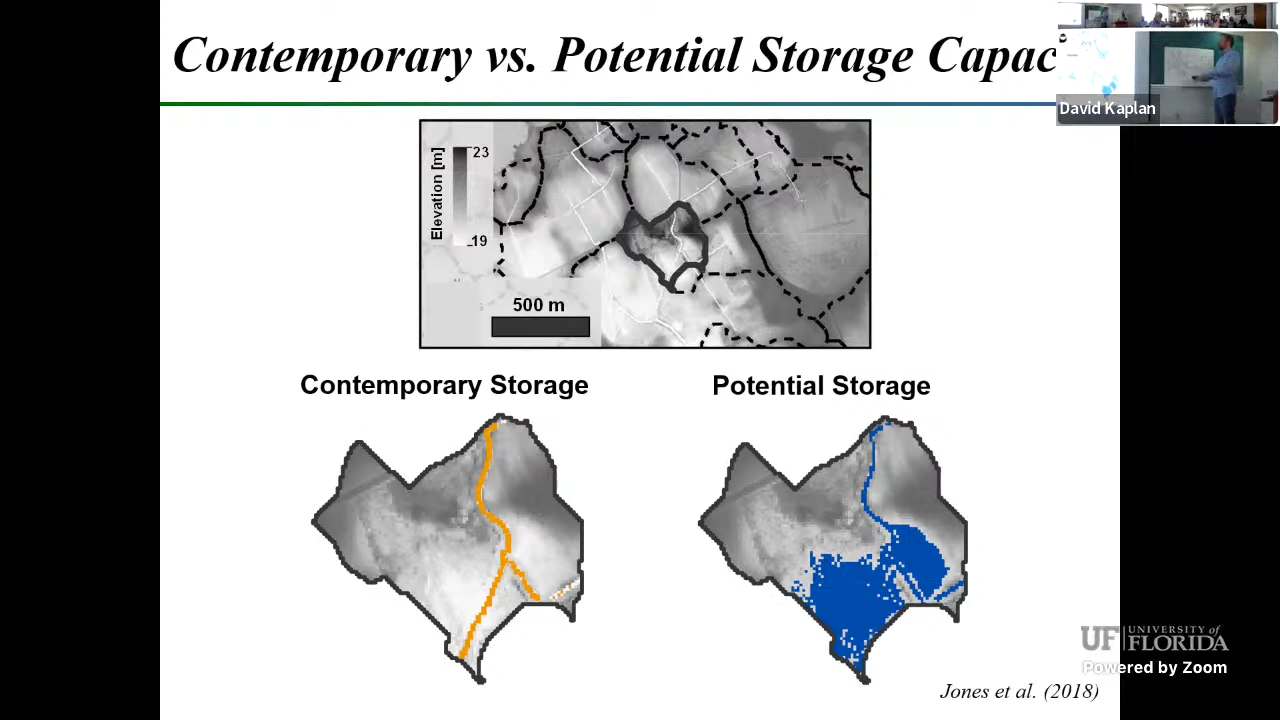 Contemporary vs. Potential Storage Capac
David Kaplan
Elevation [m]
23
19
500 m
Contemporary Storage
Potential Storage
UF UNIVERSITY of FLORIDA
Powered by Zoom
Jones et al. (2018)